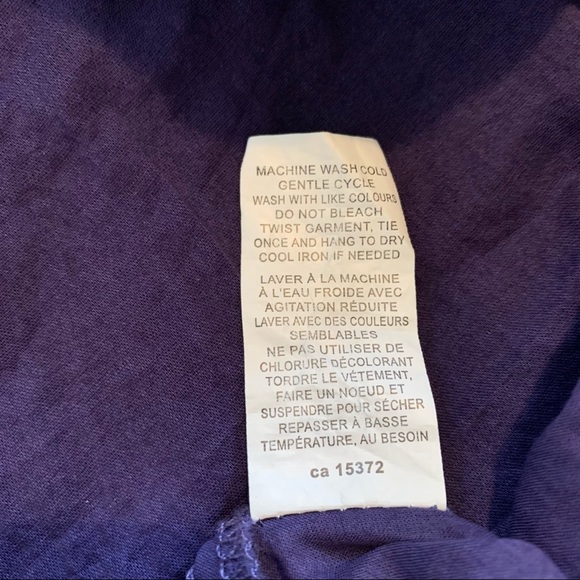 MACHINE WASH COLD
GENTLE CYCLE
WASH WITH LIKE COLOURS
DO NOT BLEACH
TWIST GARMENT, TIE
ONCE AND HANG TO DRY
COOL IRON IF NEEDED
LAVER À LA MACHINE
À L'EAU FROIDE AVEC
AGITATION RÉDUITE
LAVER AVEC DES COULEURS
SEMBLABLES
NE PAS UTILISER DE
CHLORURE DÉCOLORANT
TORDRE LE VÊTEMENT,
FAIRE UN NOEUD ET
SUSPENDRE POUR SÉCHER
REPASSER À BASSE
TEMPÉRATURE, AU BESOIN
ca 15372